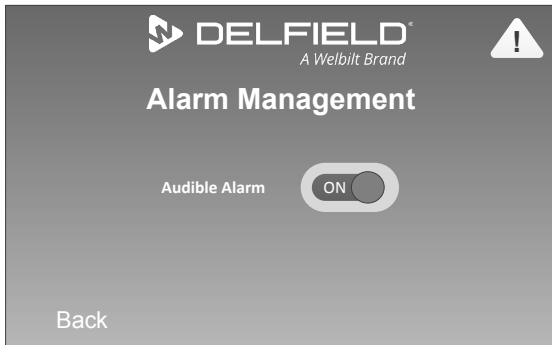 DELFIELD®
A Welbilt Brand
!
Alarm Management
Audible Alarm ON
Back